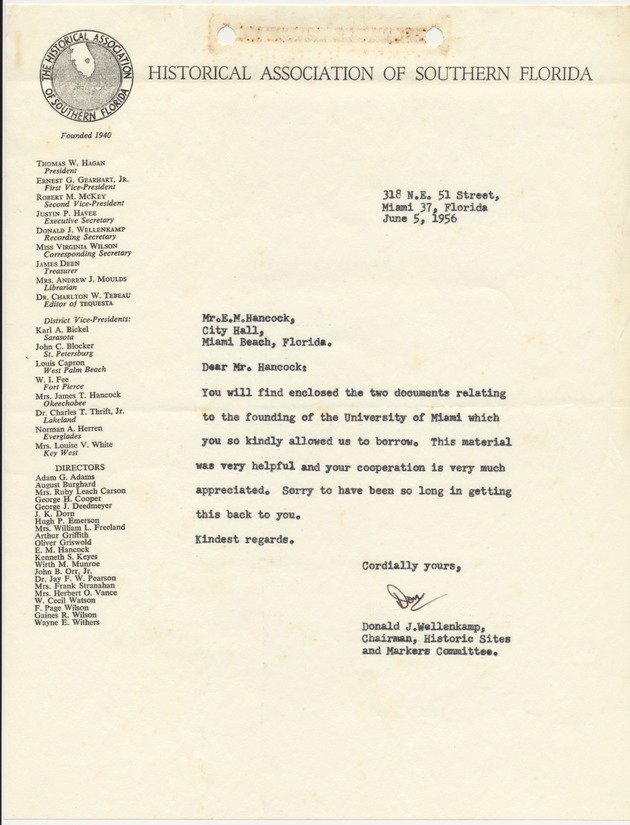 THE HISTORICAL ASSOCIATION
OF SOUTHERN FLORIDA
HISTORICAL ASSOCIATION OF SOUTHERN FLORIDA
Founded 1940
THOMAS W. HAGAN
President
ERNEST G. GEARHART, JR.
First Vice-President
ROBERT M. MCKEY
Second Vice-President
JUSTIN P. HAVEE
Executive Secretary
DONALD J. WELLENKAMP
Recording Secretary
MISS VIRGINIA WILSON
Corresponding Secretary
JAMES DEEN
Treasurer
MRS. ANDREW J. MOULDS
Librarian
DR. CHARLTON W. TEBEAU
Editor of TEQUESTA
District Vice-Presidents:
Karl A. Bickel
Sarasota
John C. Blocker
St. Petersburg
Louis Capron
West Palm Beach
W. I. Fee
Fort Pierce
Mrs. James T. Hancock
Okeechobee
Dr. Charles T. Thrift, Jr.
Lakeland
Norman A. Herren
Everglades
Mrs. Louise V. White
Key West
DIRECTORS
Adam G. Adams
August Burghard
Mrs. Ruby Leach Carson
George H. Cooper
George J. Deedmeyer
J. K. Dorn
Hugh P. Emerson
Mrs. William L. Freeland
Arthur Griffith
Oliver Griswold
E. M. Hancock
Kenneth S. Keyes
Wirth M. Munroe
John B. Orr, Jr.
Dr. Jay F. W. Pearson
Mrs. Frank Stranahan
Mrs. Herbert O. Vance
W. Cecil Watson
F. Page Wilson
Gaines R. Wilson
Wayne E. Withers
318 N.E. 51 Street,
Miami 37, Florida
June 5, 1956
Mr.E.M.Hancock,
City Hall,
Miami Beach, Florida.
Dear Mr. Hancock:
You will find enclosed the two documents relating
to the founding of the University of Miami which
you so kindly allowed us to borrow. This material
was very helpful and your cooperation is very much
appreciated. Sorry to have been so long in getting
this back to you.
Kindest regards.
Cordially yours,
Don
Donald J.Wellenkamp,
Chairman, Historic Sites
and Markers Committee.